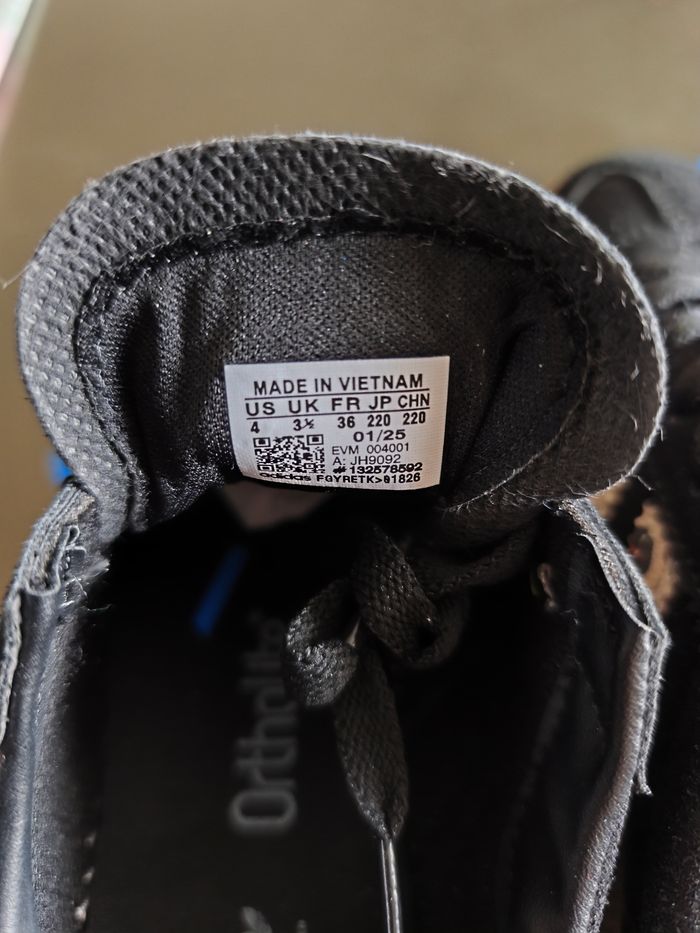 MADE IN VIETNAM
US UK FR JP CHN
4 3½ 36 220 220
01/25
EVM 004001
A: JH9092
# 132578592
adidas FGYRETK>01826
Ortholite